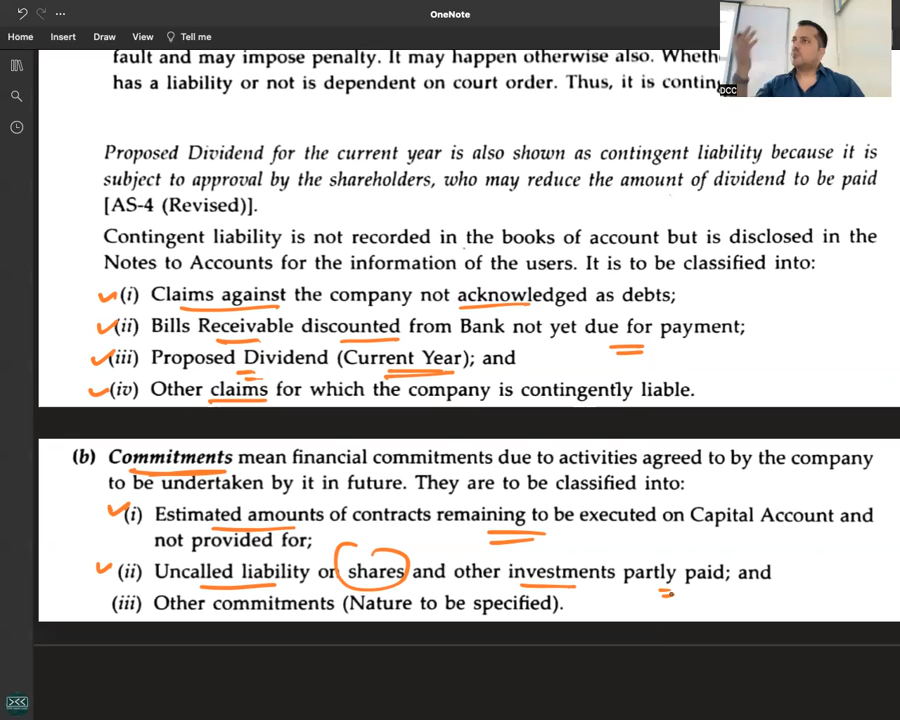 OneNote
Home Insert Draw View Tell me
fault and may impose penalty. It may happen otherwise also.
has a liability or not is dependent on court order. Thus, it is
DCC
Proposed Dividend for the current year is also shown as contingent liability because it is
subject to approval by the shareholders, who may reduce the amount of dividend to be paid
[AS-4 (Revised)].
Contingent liability is not recorded in the books of account but is disclosed in the
Notes to Accounts for the information of the users. It is to be classified into:
(i) Claims against the company not acknowledged as debts;
(ii) Bills Receivable discounted from Bank not yet due for payment;
(iii) Proposed Dividend (Current Year); and
(iv) Other claims for which the company is contingently liable.
(b) Commitments mean financial commitments due to activities agreed to by the company
to be undertaken by it in future. They are to be classified into:
(i) Estimated amounts of contracts remaining to be executed on Capital Account and
not provided for;
(ii) Uncalled liability on shares and other investments partly paid; and
(iii) Other commitments (Nature to be specified).